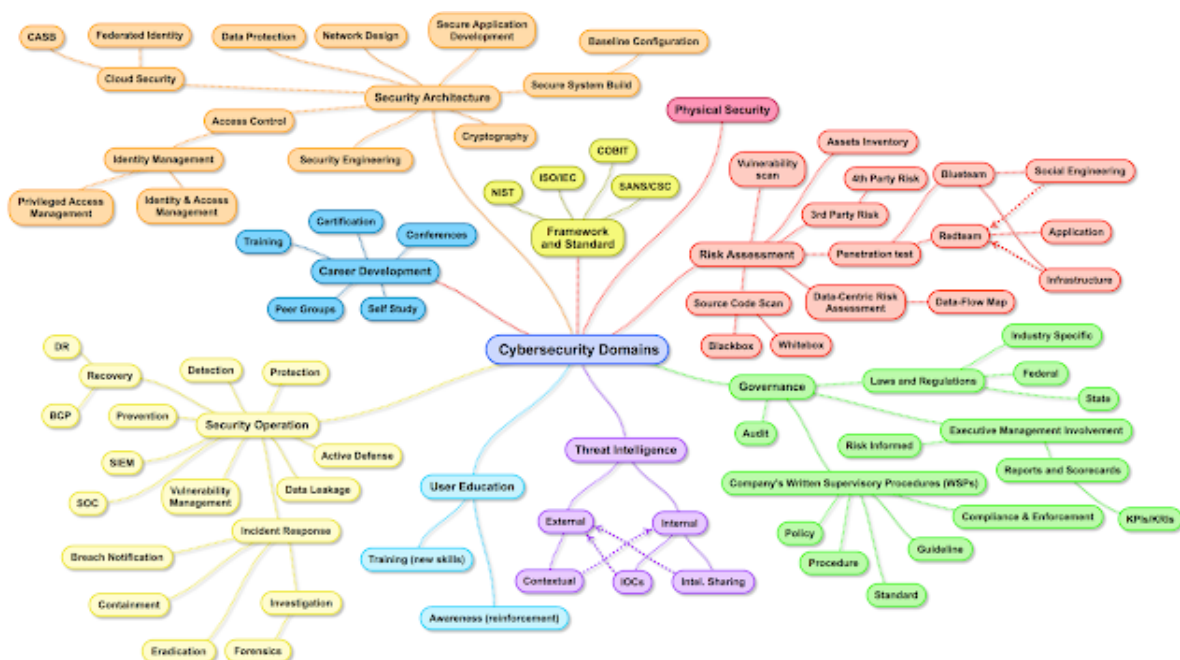 CASB
Federated Identity
Data Protection
Network Design
Secure Application
Development
Baseline Configuration
Cloud Security
Secure System Build
Security Architecture
Access Control
Cryptography
Identity Management
Security Engineering
Privileged Access
Management
Identity & Access
Management
Physical Security
COBIT
ISO/IEC
NIST
SANS/CSC
Framework
and Standard
Certification
Training
Conferences
Career Development
Peer Groups
Self Study
Assets Inventory
Vulnerability
scan
4th Party Risk
3rd Party Risk
Blueteam
Social Engineering
Redteam
Application
Risk Assessment
Penetration test
Infrastructure
Source Code Scan
Data-Centric Risk
Assessment
Data-Flow Map
Blackbox
Whitebox
Cybersecurity Domains
Industry Specific
Governance
Laws and Regulations
Federal
State
Audit
Executive Management Involvement
Risk Informed
Reports and Scorecards
Company's Written Supervisory Procedures (WSPs)
KPIs/KRIs
Compliance & Enforcement
Policy
Guideline
Procedure
Standard
DR
Recovery
Detection
Protection
BCP
Prevention
Security Operation
SIEM
Active Defense
SOC
Vulnerability
Management
Data Leakage
Incident Response
Breach Notification
Containment
Investigation
Eradication
Forensics
User Education
Training (new skills)
Awareness (reinforcement)
Threat Intelligence
External
Internal
Contextual
IOCs
Intel. Sharing